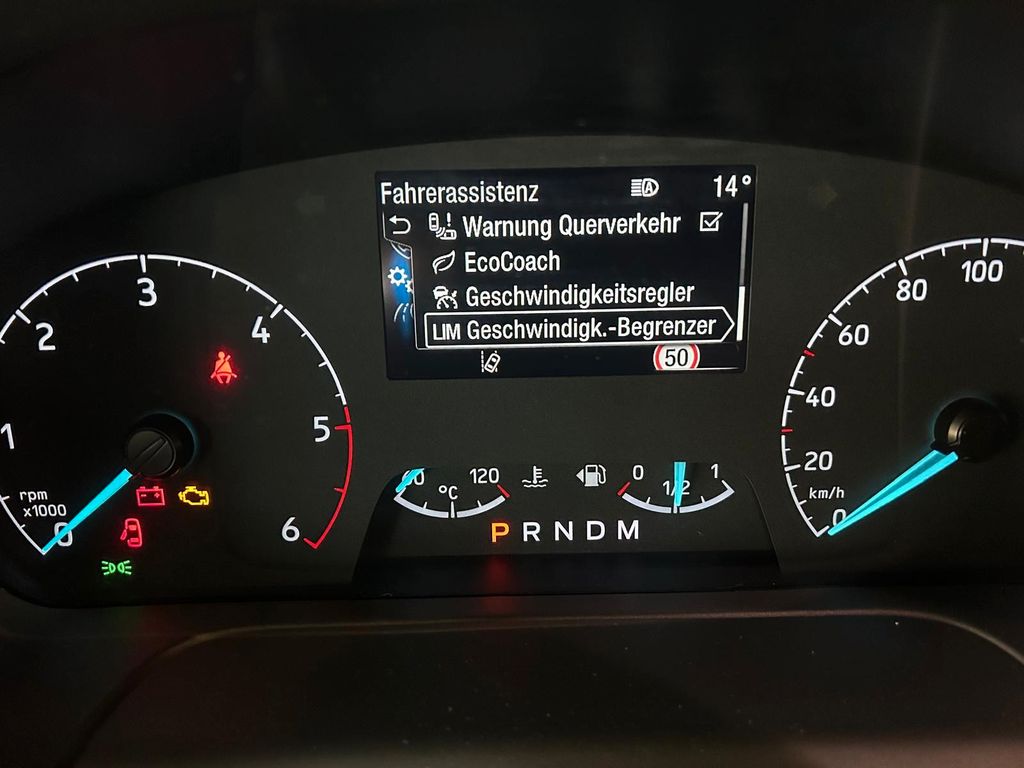 Fahrerassistenz 14°
Warnung Querverkehr
EcoCoach
Geschwindigkeitsregler
LIM Geschwindigk.-Begrenzer
50
0
1
2
3
4
5
6
rpm
x1000
120
°C
0
1/2
1
P R N D M
0
20
40
60
80
100
km/h